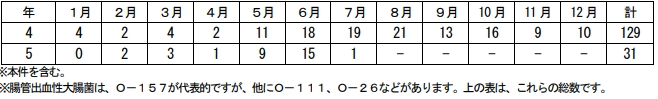 年 １月 ２月 ３月 ４月 ５月 ６月 ７月 ８月 ９月 10月 11月 12月 計
4 4 2 4 2 11 18 19 21 13 16 9 10 129
5 0 2 3 1 9 15 1 － － － － － 31
※本件を含む。
※腸管出血性大腸菌は、Ｏ－１５７が代表的ですが、他にＯ－１１１、Ｏ－２６などがあります。上の表は、これらの総数です。